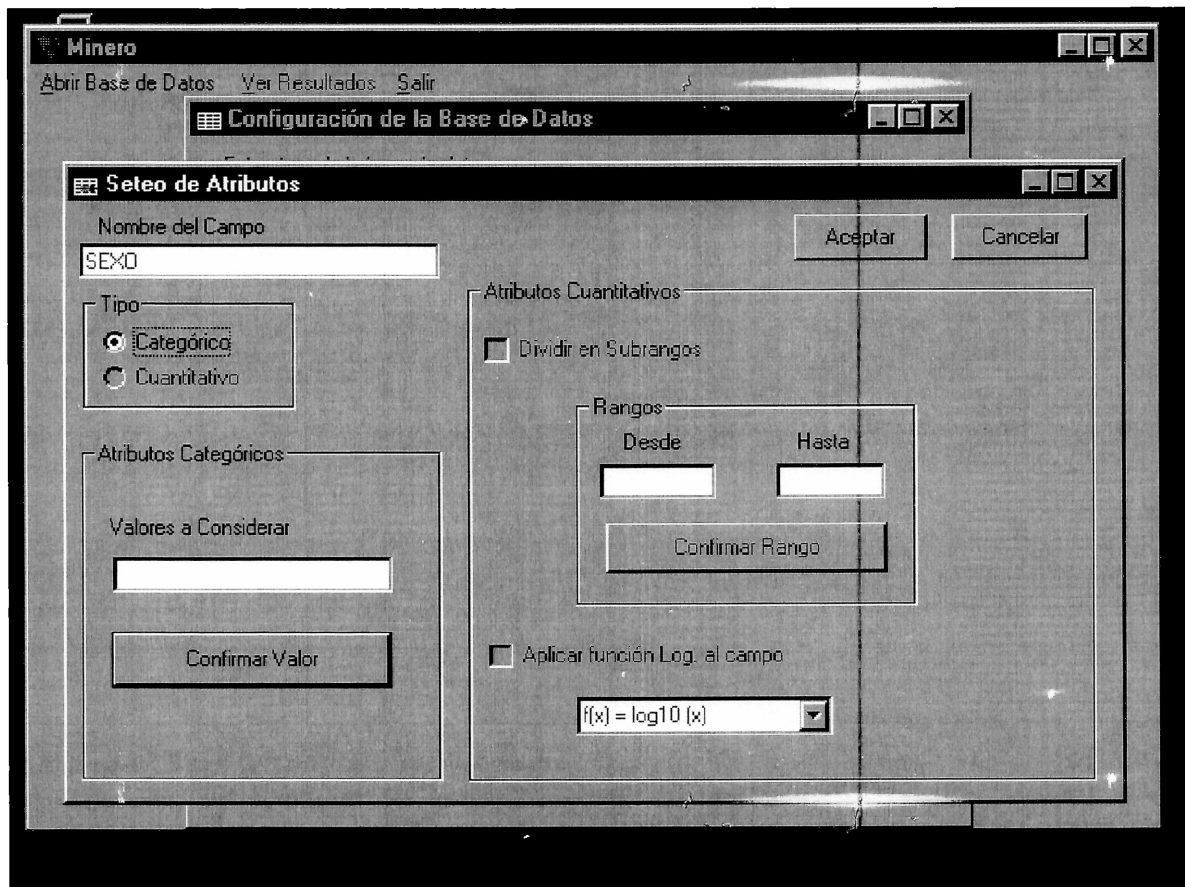 Minero
Abrir Base de Datos Ver Resultados Salir
Configuración de la Base de Datos
Seteo de Atributos
Nombre del Campo
SEXO
Aceptar
Cancelar
Tipo
Categórico
Cuantitativo
Atributos Categóricos
Valores a Considerar
Confirmar Valor
Atributos Cuantitativos
Dividir en Subrangos
Rangos
Desde Hasta
Confirmar Rango
Aplicar función Log. al campo
f(x) = log10 (x)